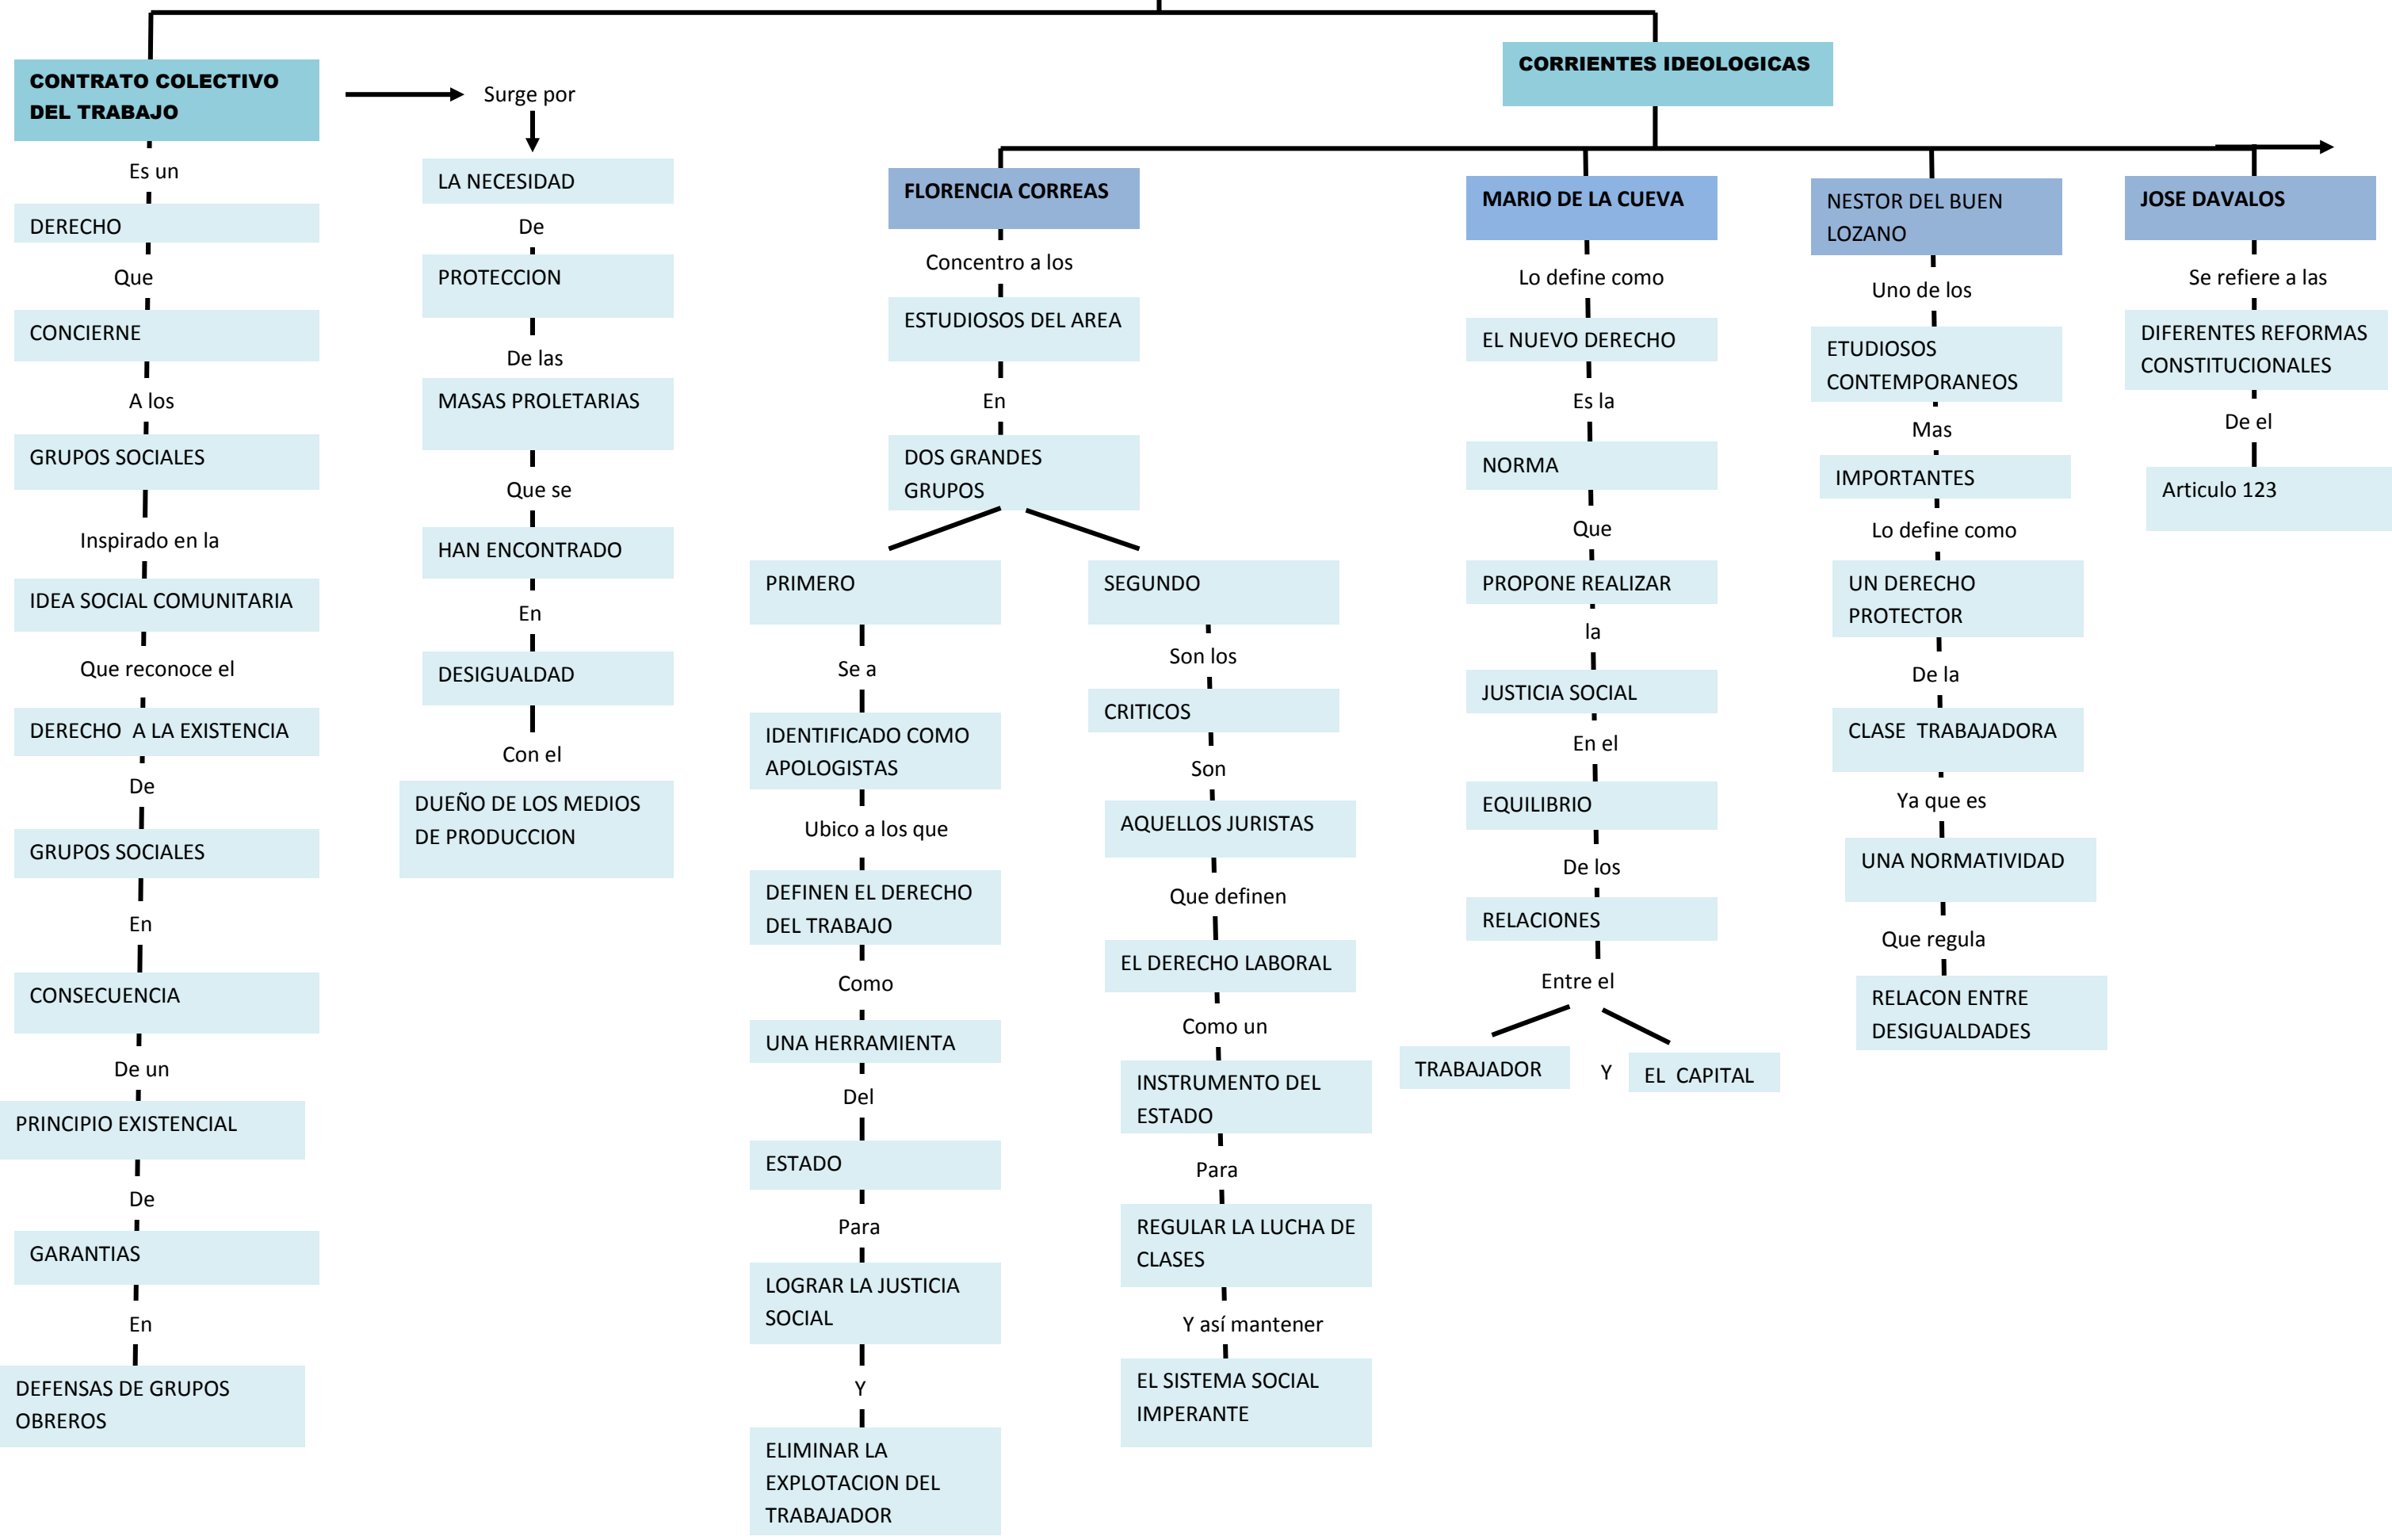 CONTRATO COLECTIVO
DEL TRABAJO
Es un
DERECHO
Que
CONCIERNE
A los
GRUPOS SOCIALES
Inspirado en la
IDEA SOCIAL COMUNITARIA
Que reconoce el
DERECHO A LA EXISTENCIA
De
GRUPOS SOCIALES
En
CONSECUENCIA
De un
PRINCIPIO EXISTENCIAL
De
GARANTIAS
En
DEFENSAS DE GRUPOS
OBREROS
Surge por
LA NECESIDAD
De
PROTECCION
De las
MASAS PROLETARIAS
Que se
HAN ENCONTRADO
En
DESIGUALDAD
Con el
DUEÑO DE LOS MEDIOS
DE PRODUCCION
CORRIENTES IDEOLOGICAS
FLORENCIA CORREAS
Concentro a los
ESTUDIOSOS DEL AREA
En
DOS GRANDES
GRUPOS
PRIMERO
Se a
IDENTIFICADO COMO
APOLOGISTAS
Ubico a los que
DEFINEN EL DERECHO
DEL TRABAJO
Como
UNA HERRAMIENTA
Del
ESTADO
Para
LOGRAR LA JUSTICIA
SOCIAL
Y
ELIMINAR LA
EXPLOTACION DEL
TRABAJADOR
SEGUNDO
Son los
CRITICOS
Son
AQUELLOS JURISTAS
Que definen
EL DERECHO LABORAL
Como un
INSTRUMENTO DEL
ESTADO
Para
REGULAR LA LUCHA DE
CLASES
Y así mantener
EL SISTEMA SOCIAL
IMPERANTE
MARIO DE LA CUEVA
Lo define como
EL NUEVO DERECHO
Es la
NORMA
Que
PROPONE REALIZAR
la
JUSTICIA SOCIAL
En el
EQUILIBRIO
De los
RELACIONES
Entre el
TRABAJADOR
Y
EL CAPITAL
NESTOR DEL BUEN
LOZANO
Uno de los
ETUDIOSOS
CONTEMPORANEOS
Mas
IMPORTANTES
Lo define como
UN DERECHO
PROTECTOR
De la
CLASE TRABAJADORA
Ya que es
UNA NORMATIVIDAD
Que regula
RELACON ENTRE
DESIGUALDADES
JOSE DAVALOS
Se refiere a las
DIFERENTES REFORMAS
CONSTITUCIONALES
De el
Articulo 123